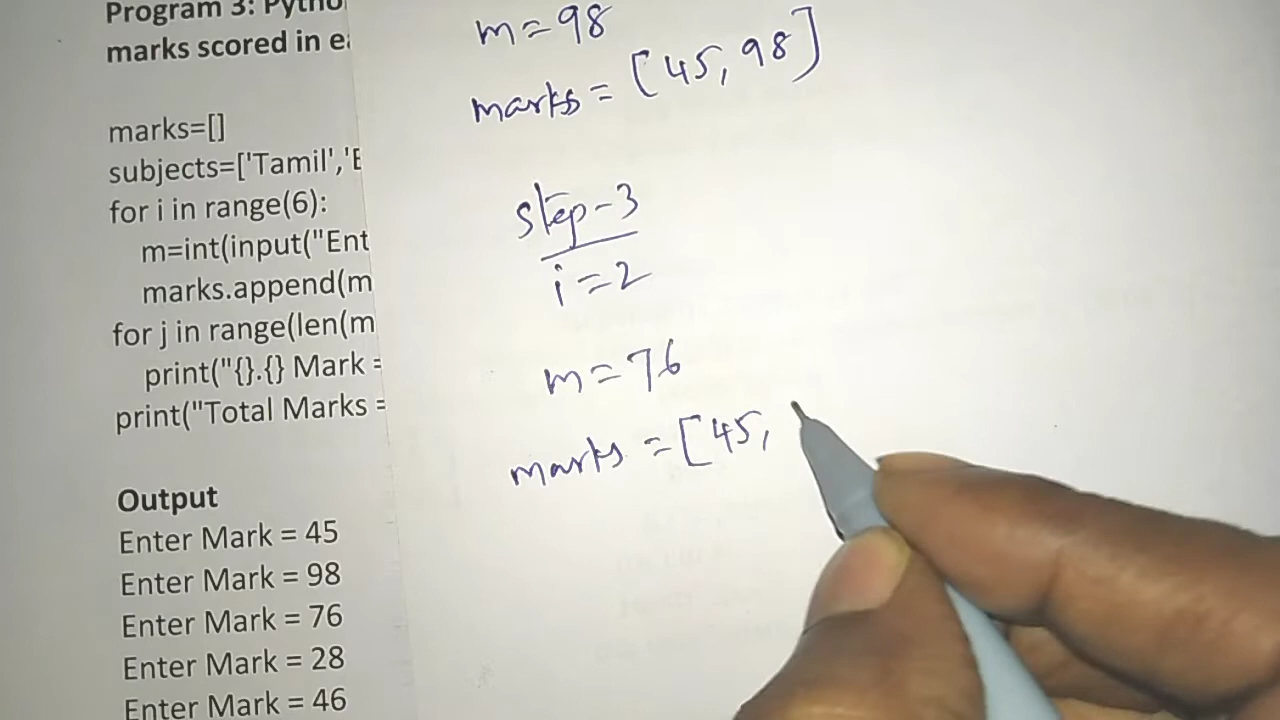 Program 3: Pytho
marks scored in e
marks=[]
subjects=['Tamil','E
for i in range(6):
m=int(input("Ent
marks.append(m
for j in range(len(m
print("{}.{} Mark =
print("Total Marks =
Output
Enter Mark = 45
Enter Mark = 98
Enter Mark = 76
Enter Mark = 28
Enter Mark = 46
m=98
marks = [45, 98]
Step-3
i=2
m=76
marks = [45,